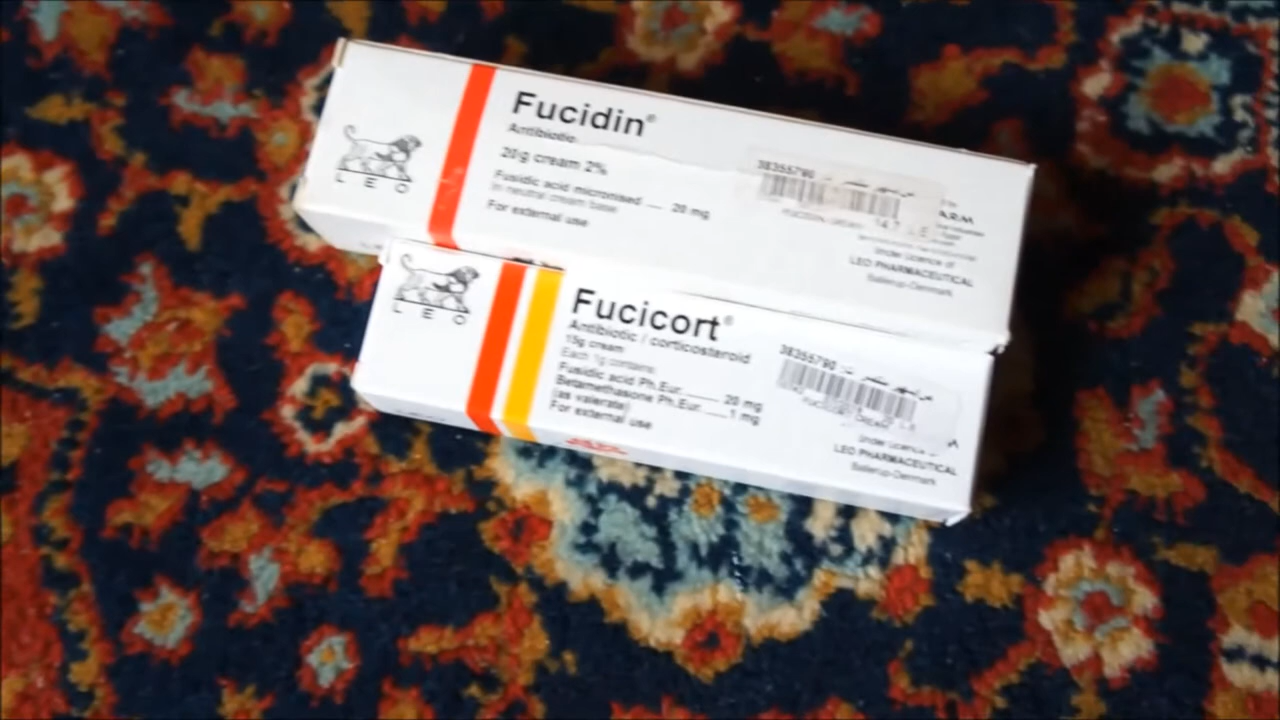 LEO
Fucidin®
Antibiotic
20g cream 2%
Fusidic acid micronised ... 20 mg
In neutral cream base
For external use
38355790
Under Licence of
LEO PHARMACEUTICAL
Ballerup-Denmark
LEO
Fucicort®
Antibiotic / corticosteroid
15g cream
Each 1g contains:
Fusidic acid Ph.Eur. 20 mg
Betamethasone Ph.Eur. 1 mg
(as valerate)
For external use
38355790
Under Licence
LEO PHARMACEUTICAL
Ballerup-Denmark